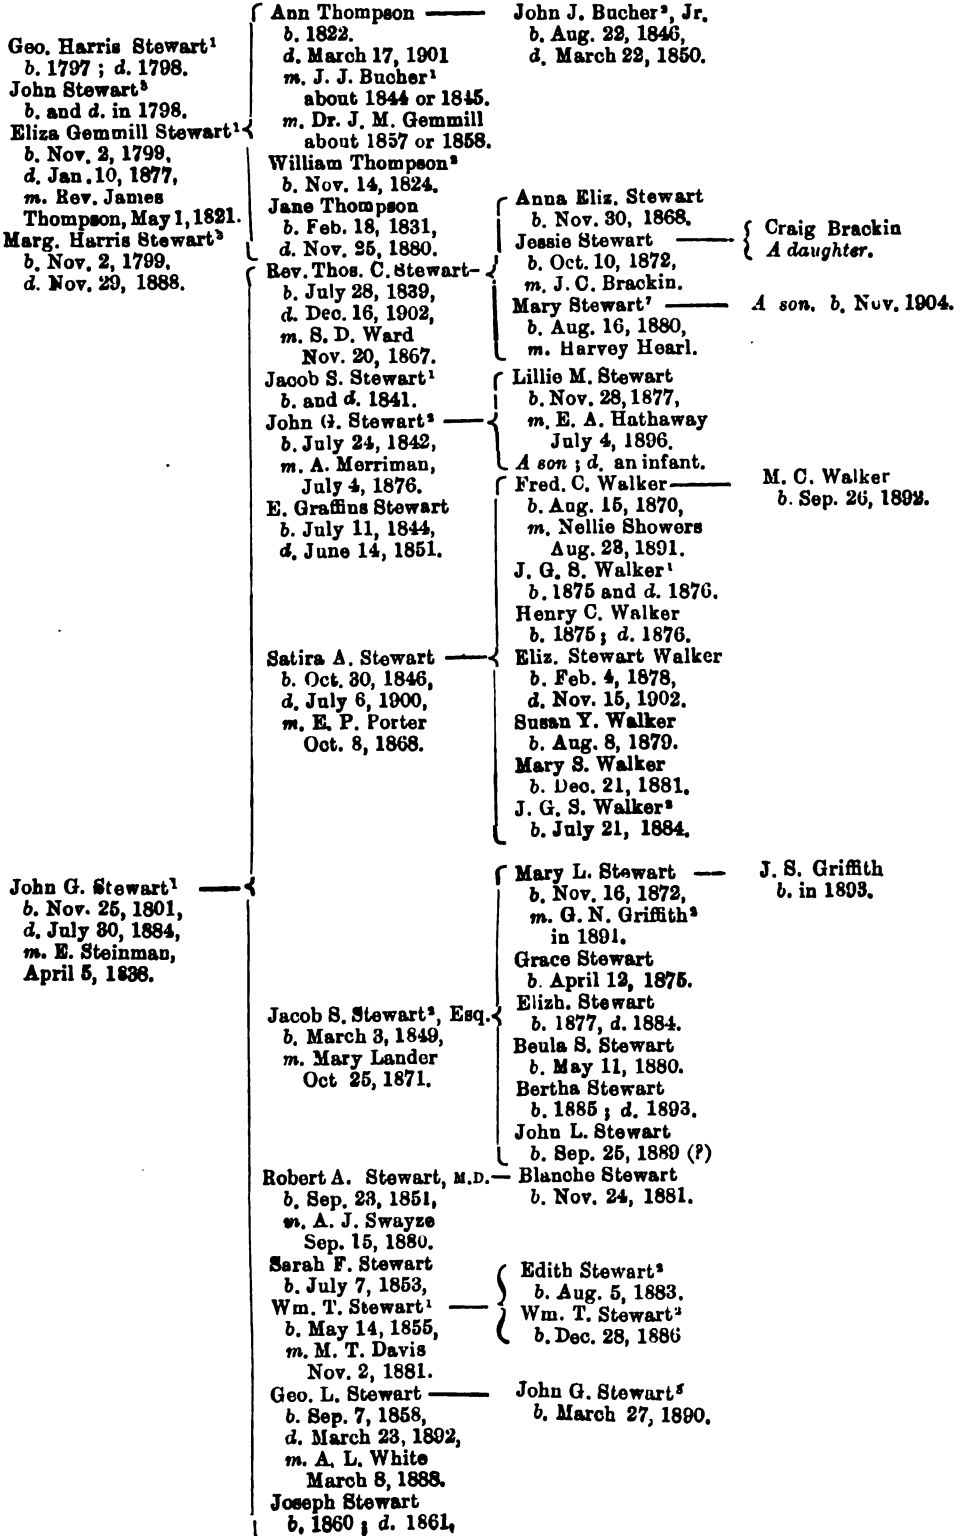 Geo. Harris Stewart¹
b. 1797 ; d. 1798.
John Stewart³
b. and d. in 1798.
Eliza Gemmill Stewart¹
b. Nov. 2, 1799,
d. Jan. 10, 1877,
m. Rev. James
Thompson, May 1, 1821.
Marg. Harris Stewart³
b. Nov. 2, 1799,
d. Nov. 29, 1888.
John G. Stewart¹
b. Nov. 25, 1801,
d. July 30, 1884,
m. E. Steinman,
April 5, 1838.
Ann Thompson
b. 1822.
d. March 17, 1901
m. J. J. Bucher¹
about 1844 or 1845.
m. Dr. J. M. Gemmill
about 1857 or 1858.
William Thompson²
b. Nov. 14, 1824.
Jane Thompson
b. Feb. 18, 1831,
d. Nov. 25, 1880.
Rev. Thos. C. Stewart
b. July 28, 1839,
d. Dec. 16, 1902,
m. S. D. Ward
Nov. 20, 1867.
Jacob S. Stewart¹
b. and d. 1841.
John G. Stewart²
b. July 24, 1842,
m. A. Merriman,
July 4, 1876.
E. Graffius Stewart
b. July 11, 1844,
d. June 14, 1851.
Satira A. Stewart
b. Oct. 30, 1846,
d. July 6, 1900,
m. E. P. Porter
Oct. 8, 1868.
Jacob S. Stewart², Esq.
b. March 3, 1849,
m. Mary Lander
Oct 25, 1871.
Robert A. Stewart, M.D.
b. Sep. 23, 1851,
m. A. J. Swayze
Sep. 15, 1880.
Sarah F. Stewart
b. July 7, 1853,
Wm. T. Stewart¹
b. May 14, 1855,
m. M. T. Davis
Nov. 2, 1881.
Geo. L. Stewart
b. Sep. 7, 1858,
d. March 23, 1892,
m. A. L. White
March 8, 1888.
Joseph Stewart
b. 1860 ; d. 1861,
John J. Bucher², Jr.
b. Aug. 22, 1846,
d. March 22, 1850.
Anna Eliz. Stewart
b. Nov. 30, 1868.
Jessie Stewart
b. Oct. 10, 1872,
m. J. C. Brackin.
Mary Stewart⁷
b. Aug. 16, 1880,
m. Harvey Hearl.
Lillie M. Stewart
b. Nov. 28, 1877,
m. E. A. Hathaway
July 4, 1896.
A son ; d. an infant.
Fred. C. Walker
b. Aug. 15, 1870,
m. Nellie Showers
Aug. 23, 1891.
J. G. S. Walker¹
b. 1875 and d. 1876.
Henry C. Walker
b. 1875 ; d. 1876.
Eliz. Stewart Walker
b. Feb. 4, 1878,
d. Nov. 15, 1902.
Susan Y. Walker
b. Aug. 8, 1879.
Mary S. Walker
b. Dec. 21, 1881.
J. G. S. Walker²
b. July 21, 1884.
Mary L. Stewart
b. Nov. 16, 1872,
m. G. N. Griffith²
in 1891.
Grace Stewart
b. April 12, 1875.
Elizh. Stewart
b. 1877, d. 1884.
Beula S. Stewart
b. May 11, 1880.
Bertha Stewart
b. 1885 ; d. 1893.
John L. Stewart
b. Sep. 25, 1889 (?)
Blanche Stewart
b. Nov. 24, 1881.
Edith Stewart²
b. Aug. 5, 1883.
Wm. T. Stewart²
b. Dec. 28, 1886
John G. Stewart⁵
b. March 27, 1890.
Craig Brackin
A daughter.
A son. b. Nov. 1904.
M. C. Walker
b. Sep. 26, 1892.
J. S. Griffith
b. in 1893.